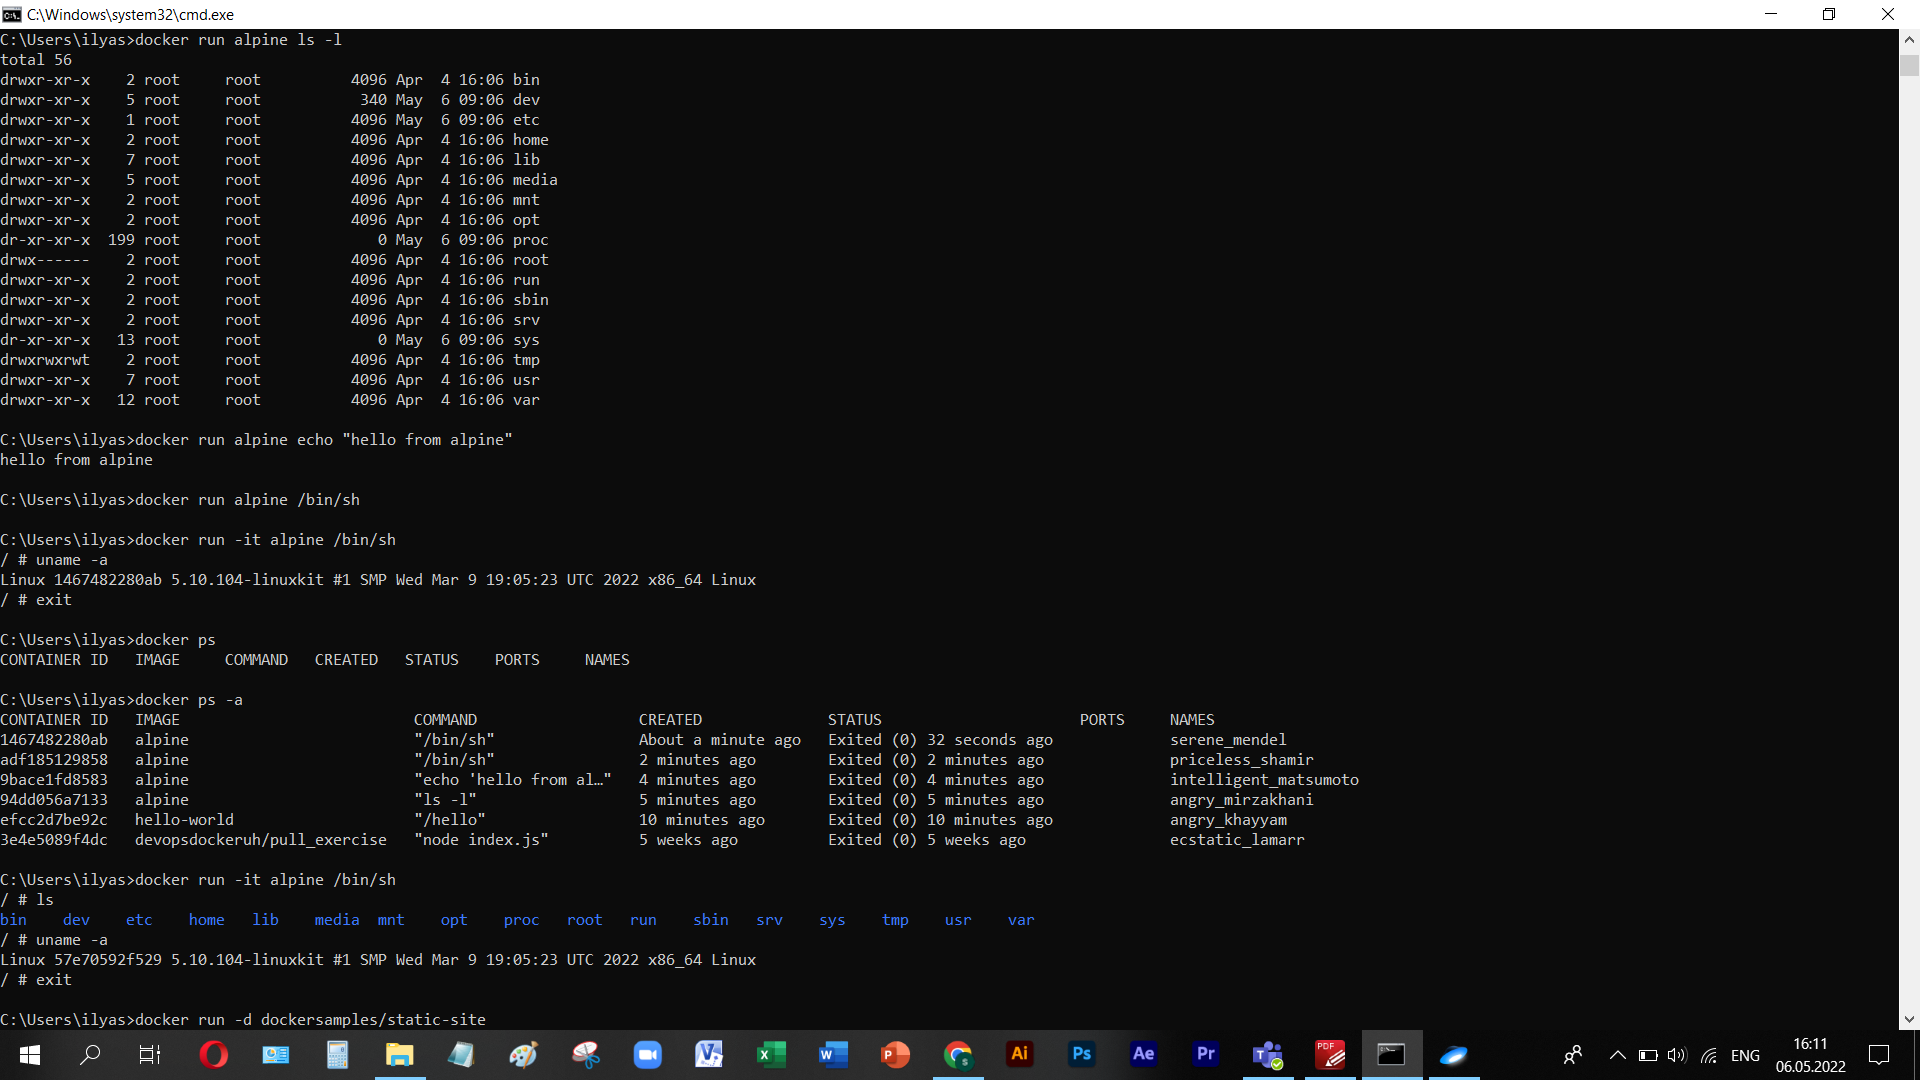 C:\Windows\system32\cmd.exe
C:\Users\ilyas>docker run alpine ls -l
total 56
drwxr-xr-x    2 root     root          4096 Apr  4 16:06 bin
drwxr-xr-x    5 root     root           340 May  6 09:06 dev
drwxr-xr-x    1 root     root          4096 May  6 09:06 etc
drwxr-xr-x    2 root     root          4096 Apr  4 16:06 home
drwxr-xr-x    7 root     root          4096 Apr  4 16:06 lib
drwxr-xr-x    5 root     root          4096 Apr  4 16:06 media
drwxr-xr-x    2 root     root          4096 Apr  4 16:06 mnt
drwxr-xr-x    2 root     root          4096 Apr  4 16:06 opt
dr-xr-xr-x  199 root     root             0 May  6 09:06 proc
drwx------    2 root     root          4096 Apr  4 16:06 root
drwxr-xr-x    2 root     root          4096 Apr  4 16:06 run
drwxr-xr-x    2 root     root          4096 Apr  4 16:06 sbin
drwxr-xr-x    2 root     root          4096 Apr  4 16:06 srv
dr-xr-xr-x   13 root     root             0 May  6 09:06 sys
drwxrwxrwt    2 root     root          4096 Apr  4 16:06 tmp
drwxr-xr-x    7 root     root          4096 Apr  4 16:06 usr
drwxr-xr-x   12 root     root          4096 Apr  4 16:06 var
C:\Users\ilyas>docker run alpine echo "hello from alpine"
hello from alpine
C:\Users\ilyas>docker run alpine /bin/sh
C:\Users\ilyas>docker run -it alpine /bin/sh
/ # uname -a
Linux 1467482280ab 5.10.104-linuxkit #1 SMP Wed Mar 9 19:05:23 UTC 2022 x86_64 Linux
/ # exit
C:\Users\ilyas>docker ps
CONTAINER ID   IMAGE     COMMAND   CREATED   STATUS    PORTS     NAMES
C:\Users\ilyas>docker ps -a
CONTAINER ID   IMAGE                          COMMAND                  CREATED              STATUS                      PORTS     NAMES
1467482280ab   alpine                         "/bin/sh"                About a minute ago   Exited (0) 32 seconds ago             serene_mendel
adf185129858   alpine                         "/bin/sh"                2 minutes ago        Exited (0) 2 minutes ago              priceless_shamir
9bace1fd8583   alpine                         "echo 'hello from al…"   4 minutes ago        Exited (0) 4 minutes ago              intelligent_matsumoto
94dd056a7133   alpine                         "ls -l"                  5 minutes ago        Exited (0) 5 minutes ago              angry_mirzakhani
efcc2d7be92c   hello-world                    "/hello"                 10 minutes ago       Exited (0) 10 minutes ago             angry_khayyam
3e4e5089f4dc   devopsdockeruh/pull_exercise   "node index.js"          5 weeks ago          Exited (0) 5 weeks ago                ecstatic_lamarr
C:\Users\ilyas>docker run -it alpine /bin/sh
/ # ls
bin    dev    etc    home   lib    media  mnt    opt    proc   root   run    sbin   srv    sys    tmp    usr    var
/ # uname -a
Linux 57e70592f529 5.10.104-linuxkit #1 SMP Wed Mar 9 19:05:23 UTC 2022 x86_64 Linux
/ # exit
C:\Users\ilyas>docker run -d dockersamples/static-site
Ai Ps Ae Pr PDF ENG 16:11
06.05.2022